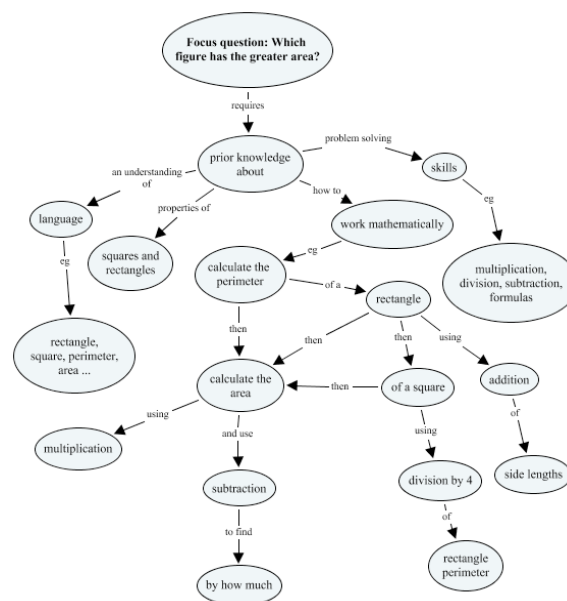 Focus question: Which
figure has the greater area?
requires
problem solving
prior knowledge
about
skills
an understanding
of
how to
eg
language
properties of
work mathematically
squares and
rectangles
eg
eg
calculate the
perimeter
multiplication,
division, subtraction,
formulas
of a
rectangle
rectangle,
square, perimeter,
area ...
then
then
then
using
calculate the
area
then
of a square
addition
using
of
multiplication
and use
using
side lengths
subtraction
division by 4
to find
of
by how much
rectangle
perimeter